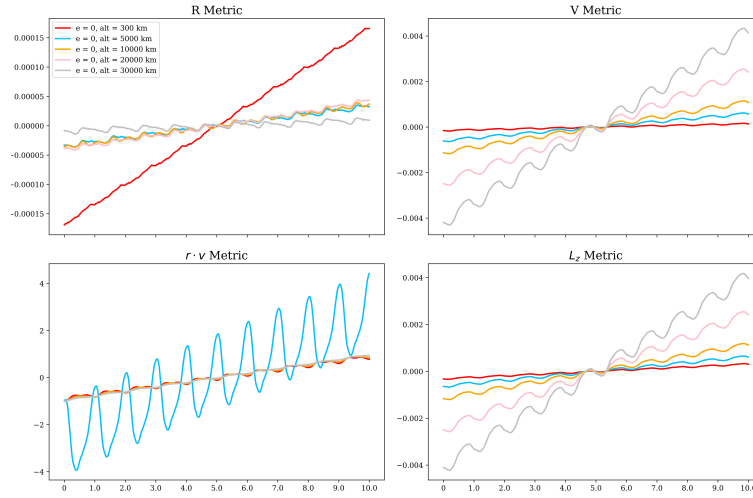 R Metric
0.00015
0.00010
0.00005
0.00000
−0.00005
−0.00010
−0.00015
e = 0, alt = 300 km
e = 0, alt = 5000 km
e = 0, alt = 10000 km
e = 0, alt = 20000 km
e = 0, alt = 30000 km
V Metric
0.004
0.002
0.000
−0.002
−0.004
r · v Metric
4
2
0
−2
−4
0 1.0 2.0 3.0 4.0 5.0 6.0 7.0 8.0 9.0 10.0
L_z Metric
0.004
0.002
0.000
−0.002
−0.004
0 1.0 2.0 3.0 4.0 5.0 6.0 7.0 8.0 9.0 10.0